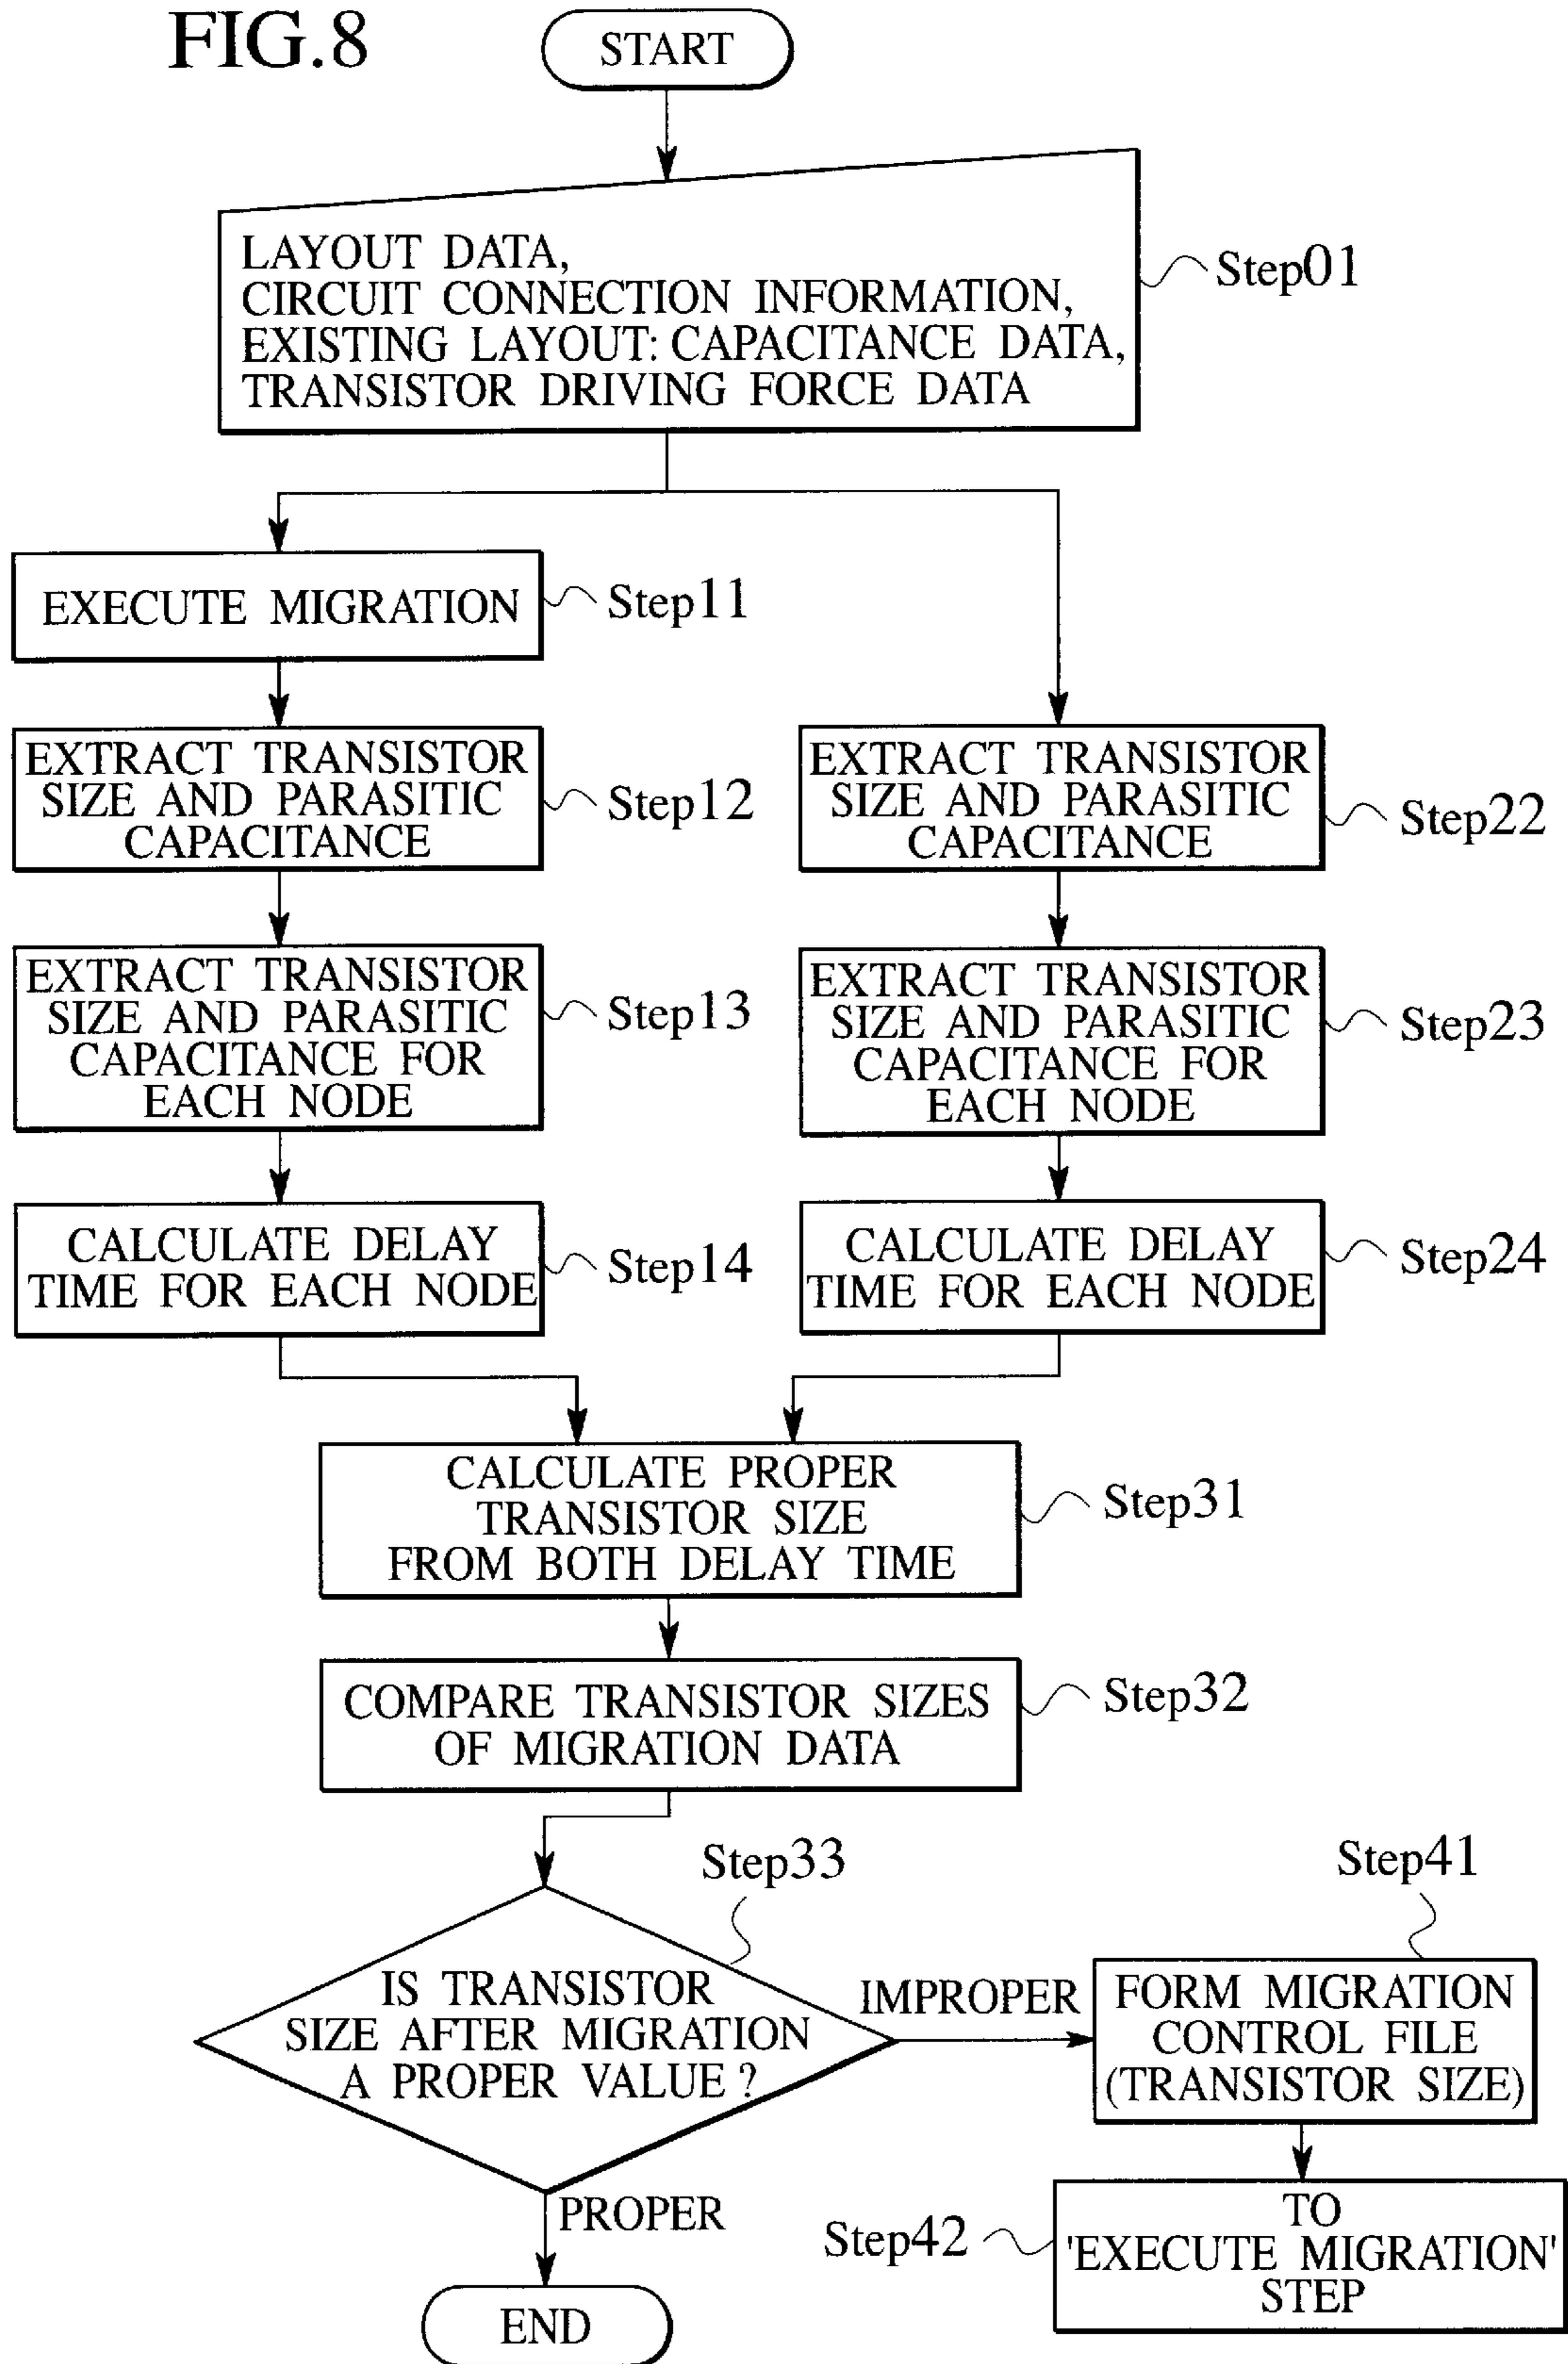 FIG.8
START
LAYOUT DATA,
CIRCUIT CONNECTION INFORMATION,
EXISTING LAYOUT: CAPACITANCE DATA,
TRANSISTOR DRIVING FORCE DATA
Step01
EXECUTE MIGRATION
Step11
EXTRACT TRANSISTOR
SIZE AND PARASITIC
CAPACITANCE
Step12
EXTRACT TRANSISTOR
SIZE AND PARASITIC
CAPACITANCE
Step22
EXTRACT TRANSISTOR
SIZE AND PARASITIC
CAPACITANCE FOR
EACH NODE
Step13
EXTRACT TRANSISTOR
SIZE AND PARASITIC
CAPACITANCE FOR
EACH NODE
Step23
CALCULATE DELAY
TIME FOR EACH NODE
Step14
CALCULATE DELAY
TIME FOR EACH NODE
Step24
CALCULATE PROPER
TRANSISTOR SIZE
FROM BOTH DELAY TIME
Step31
COMPARE TRANSISTOR SIZES
OF MIGRATION DATA
Step32
Step33
IS TRANSISTOR
SIZE AFTER MIGRATION
A PROPER VALUE ?
IMPROPER
Step41
FORM MIGRATION
CONTROL FILE
(TRANSISTOR SIZE)
PROPER
Step42
TO
'EXECUTE MIGRATION'
STEP
END